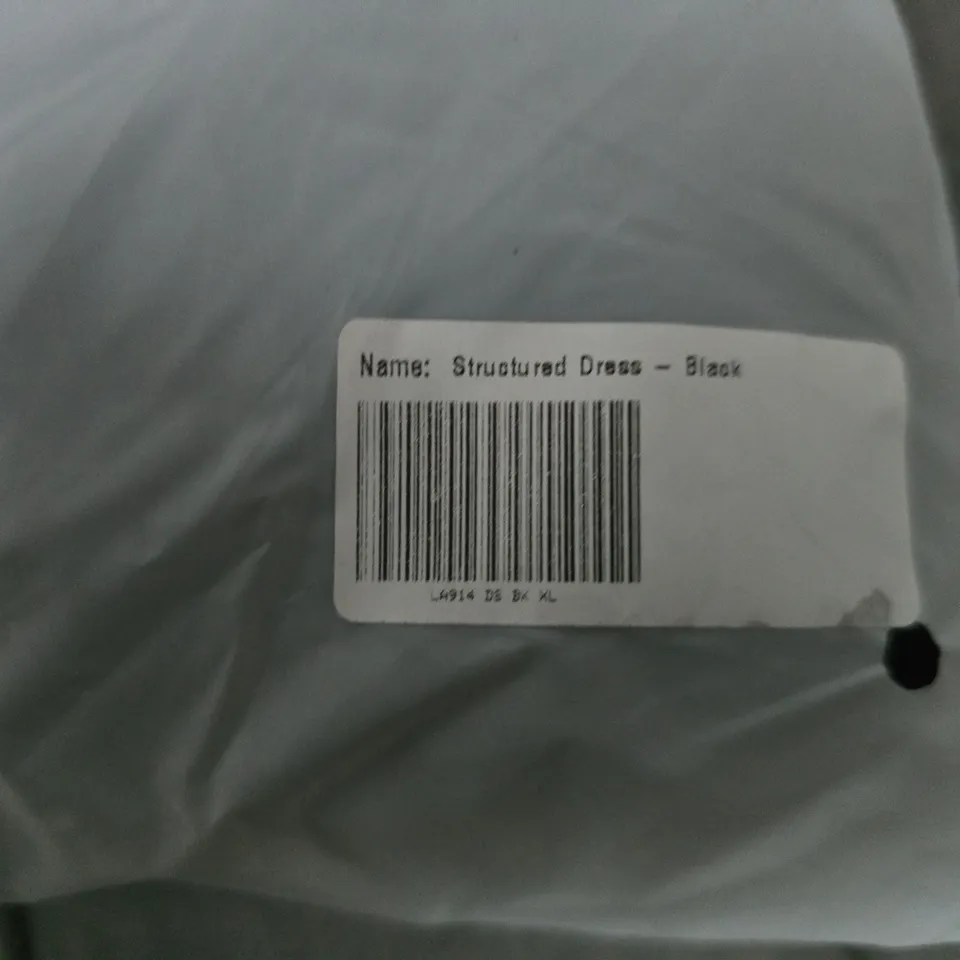 Name: Structured Dress - Black
LA914 DS BK XL